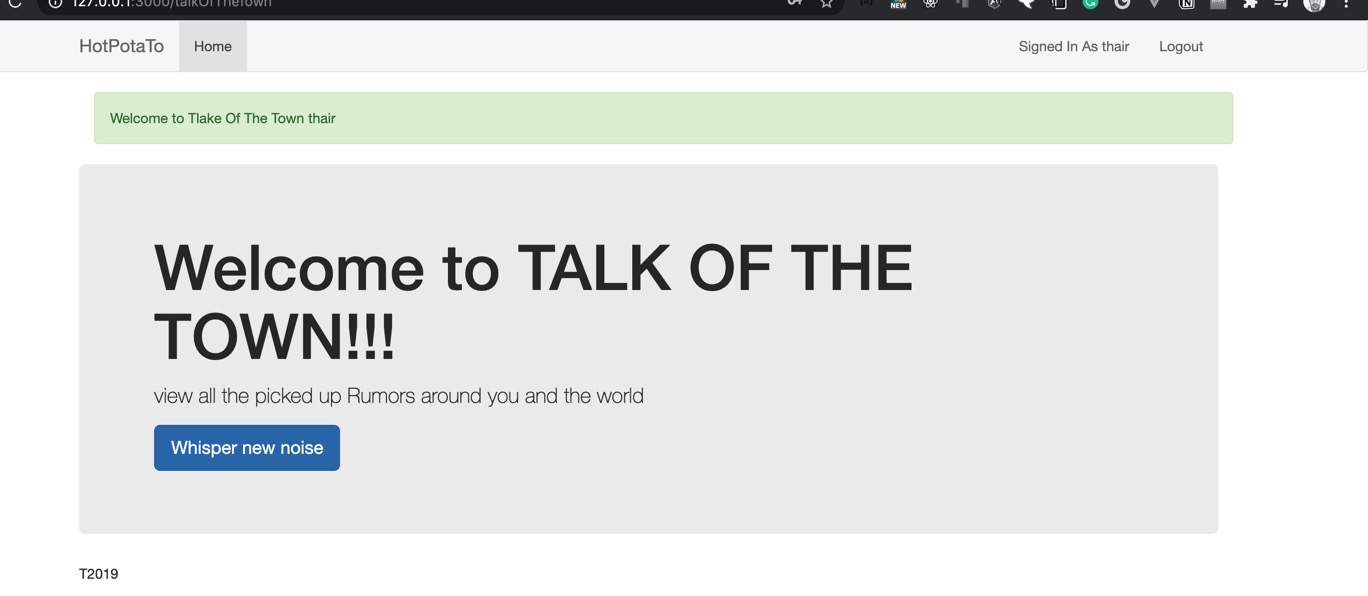 127.0.0.1:3000/talkOfTheTown
NEW
HotPotaTo Home Signed In As thair Logout
Welcome to Tlake Of The Town thair
Welcome to TALK OF THE
TOWN!!!
view all the picked up Rumors around you and the world
Whisper new noise
T2019